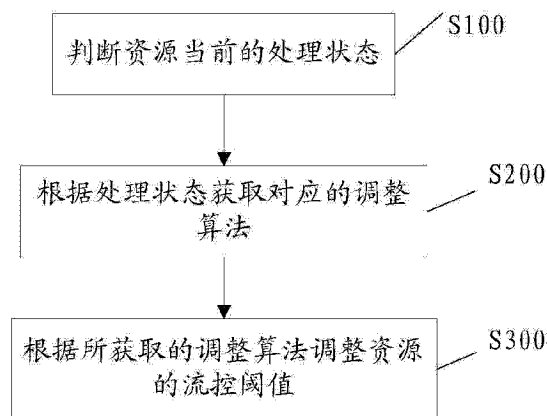 S100
判断资源当前的处理状态
S200
根据处理状态获取对应的调整
算法
S300
根据所获取的调整算法调整资源
的流控阈值